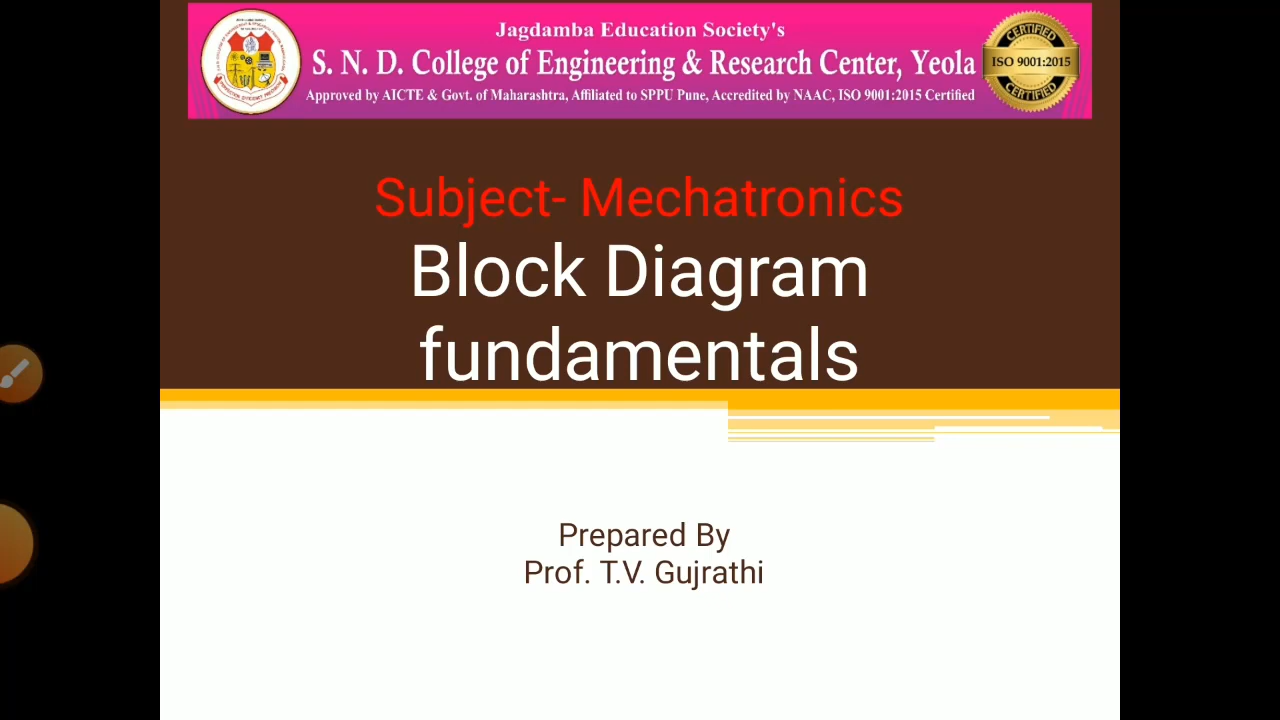 Jagdamba Education Society's
S. N. D. College of Engineering & Research Center, Yeola
Approved by AICTE & Govt. of Maharashtra, Affiliated to SPPU Pune, Accredited by NAAC, ISO 9001:2015 Certified
CERTIFIED
ISO 9001:2015
CERTIFIED
Subject- Mechatronics
Block Diagram
fundamentals
Prepared By
Prof. T.V. Gujrathi